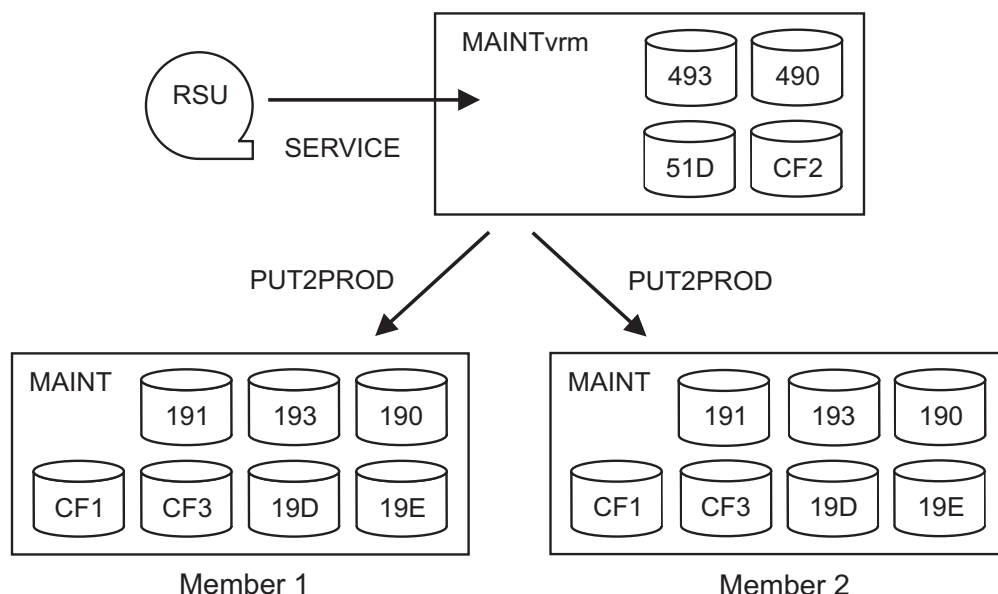 MAINTvrm
493 490
RSU
SERVICE
51D CF2
PUT2PROD PUT2PROD
MAINT
191 193 190
CF1 CF3 19D 19E
Member 1
MAINT
191 193 190
CF1 CF3 19D 19E
Member 2